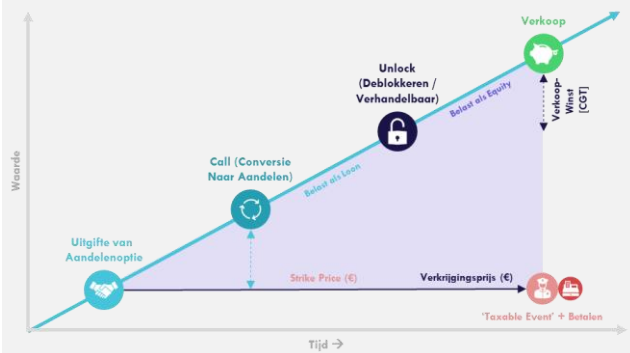 Verkoop
Unlock
(Deblokkeren /
Verhandelbaar)
Belast als Equity
Verkoop-
Winst
[CGT]
Call (Conversie
Naar Aandelen)
Belast als Loon
Waarde
Uitgifte van
Aandelenoptie
Strike Price (€)
Verkrijgingsprijs (€)
'Taxable Event' + Betalen
Tijd →